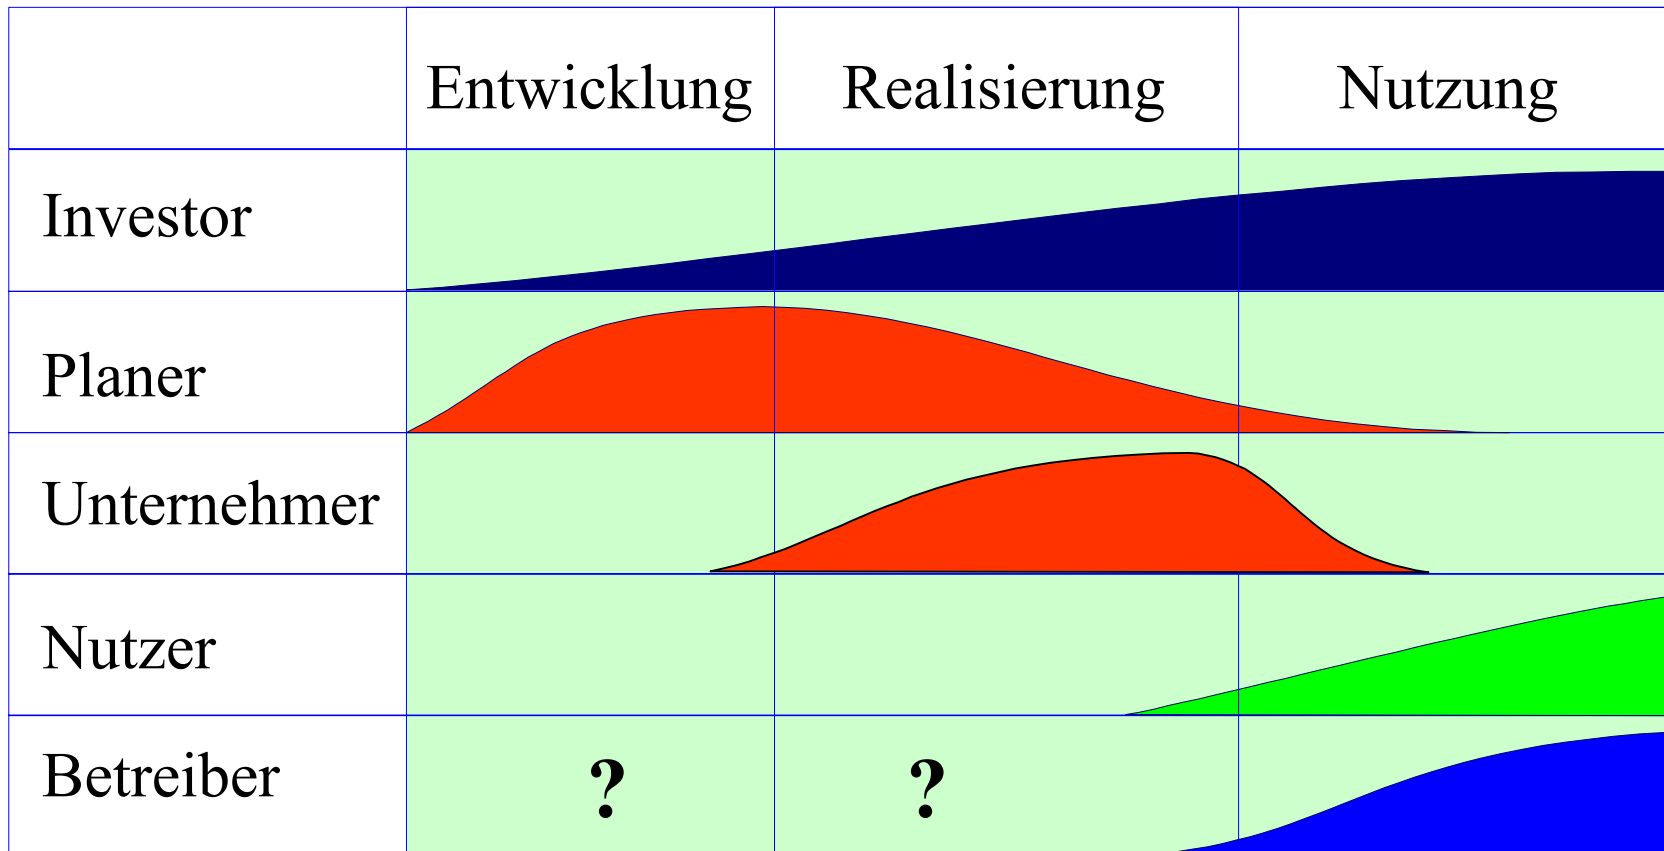 Entwicklung Realisierung Nutzung
Investor
Planer
Unternehmer
Nutzer
Betreiber ? ?